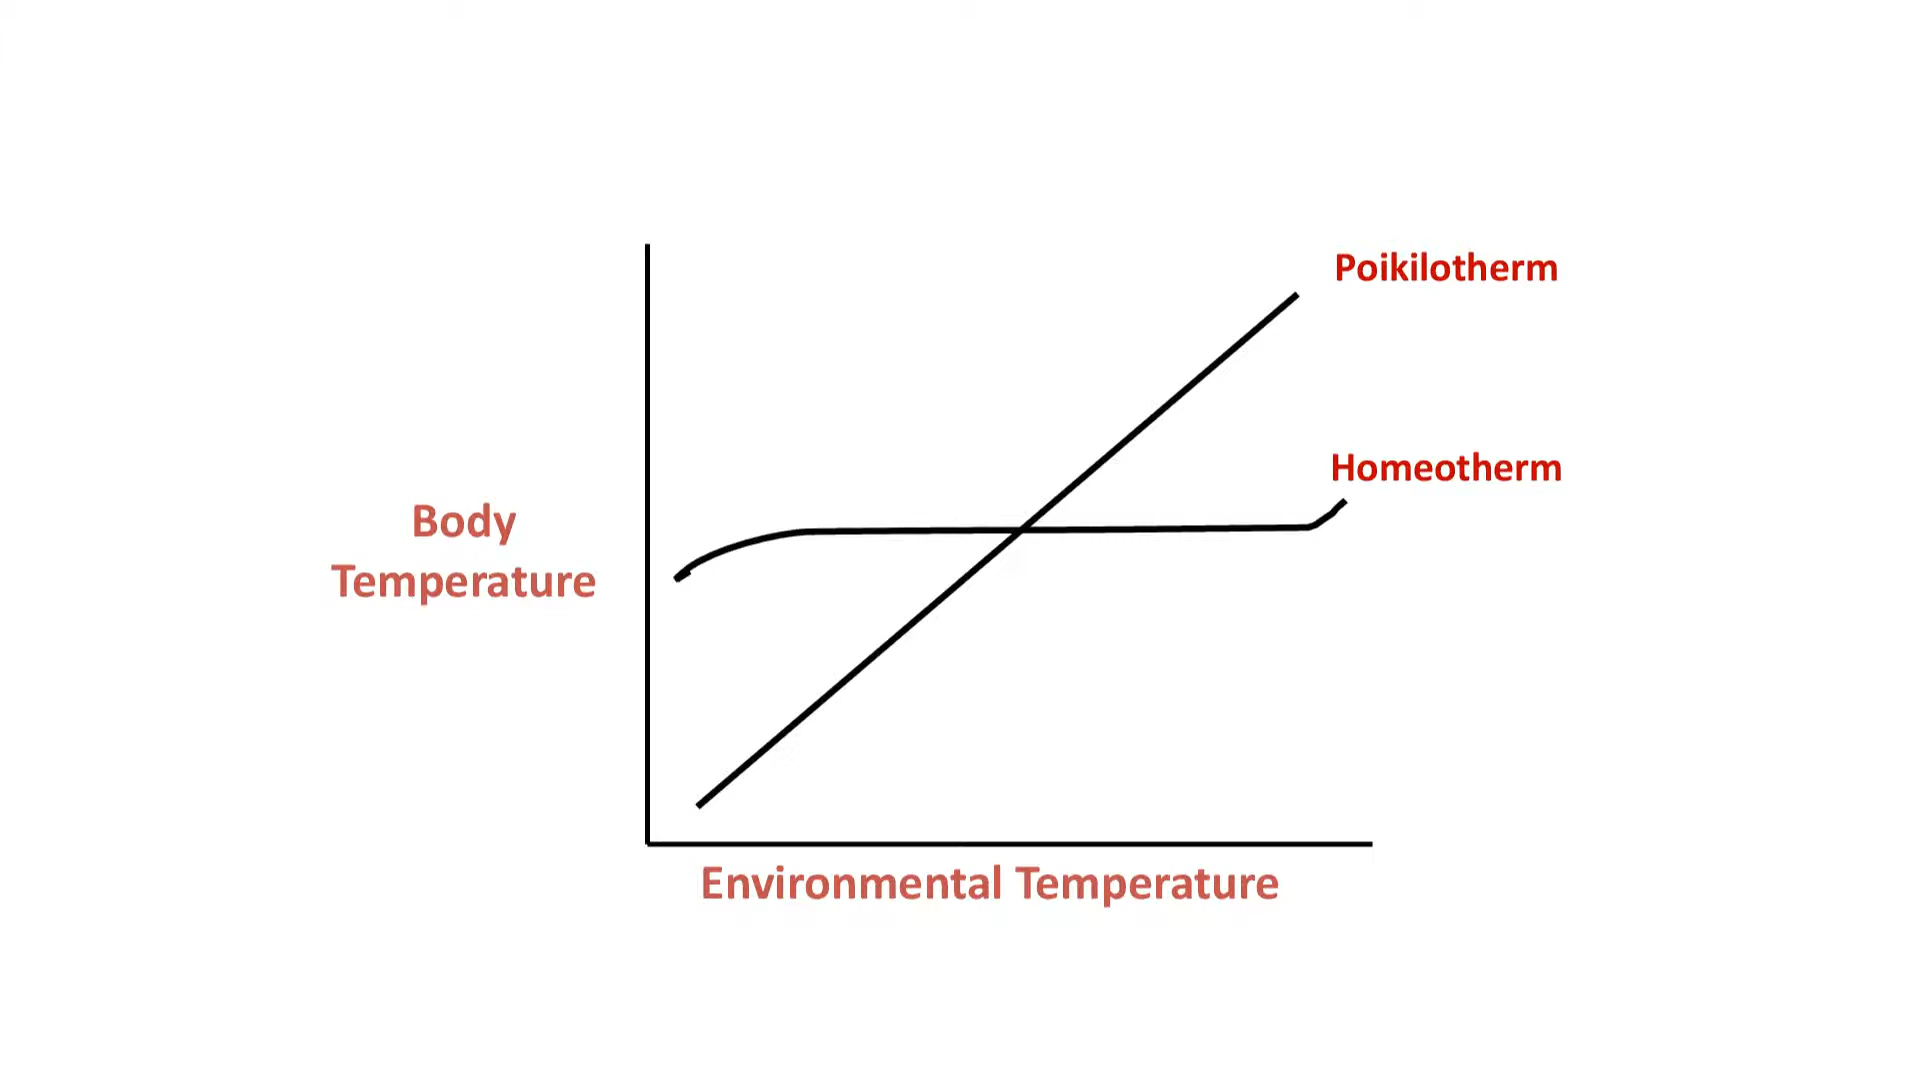 Poikilotherm
Homeotherm
Body
Temperature
Environmental Temperature